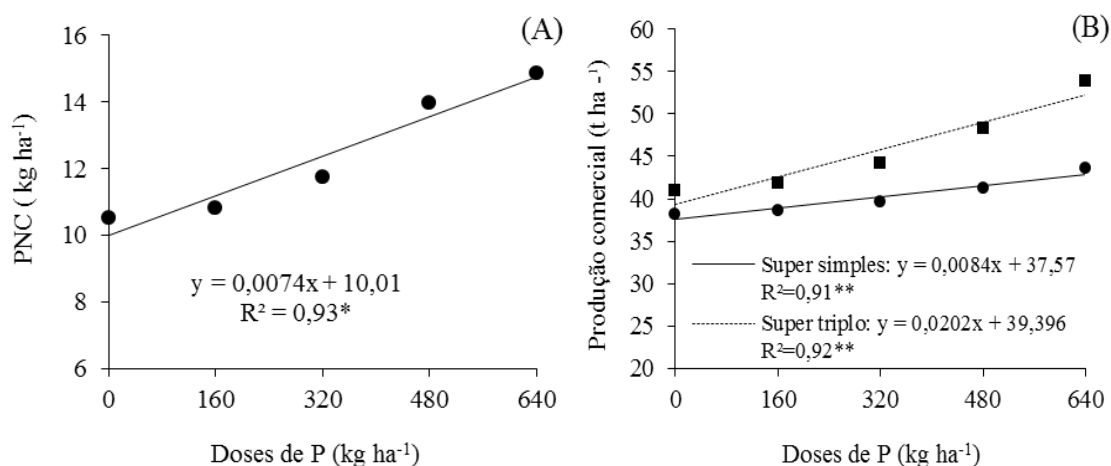 (A)
PNC ( kg ha⁻¹)
16
14
12
10
8
6
y = 0,0074x + 10,01
R² = 0,93*
0 160 320 480 640
Doses de P (kg ha⁻¹)
(B)
Produção comercial (t ha ⁻¹)
60
55
50
45
40
35
30
25
20
Super simples: y = 0,0084x + 37,57
R²=0,91**
Super triplo: y = 0,0202x + 39,396
R²=0,92**
0 160 320 480 640
Doses de P (kg ha⁻¹)